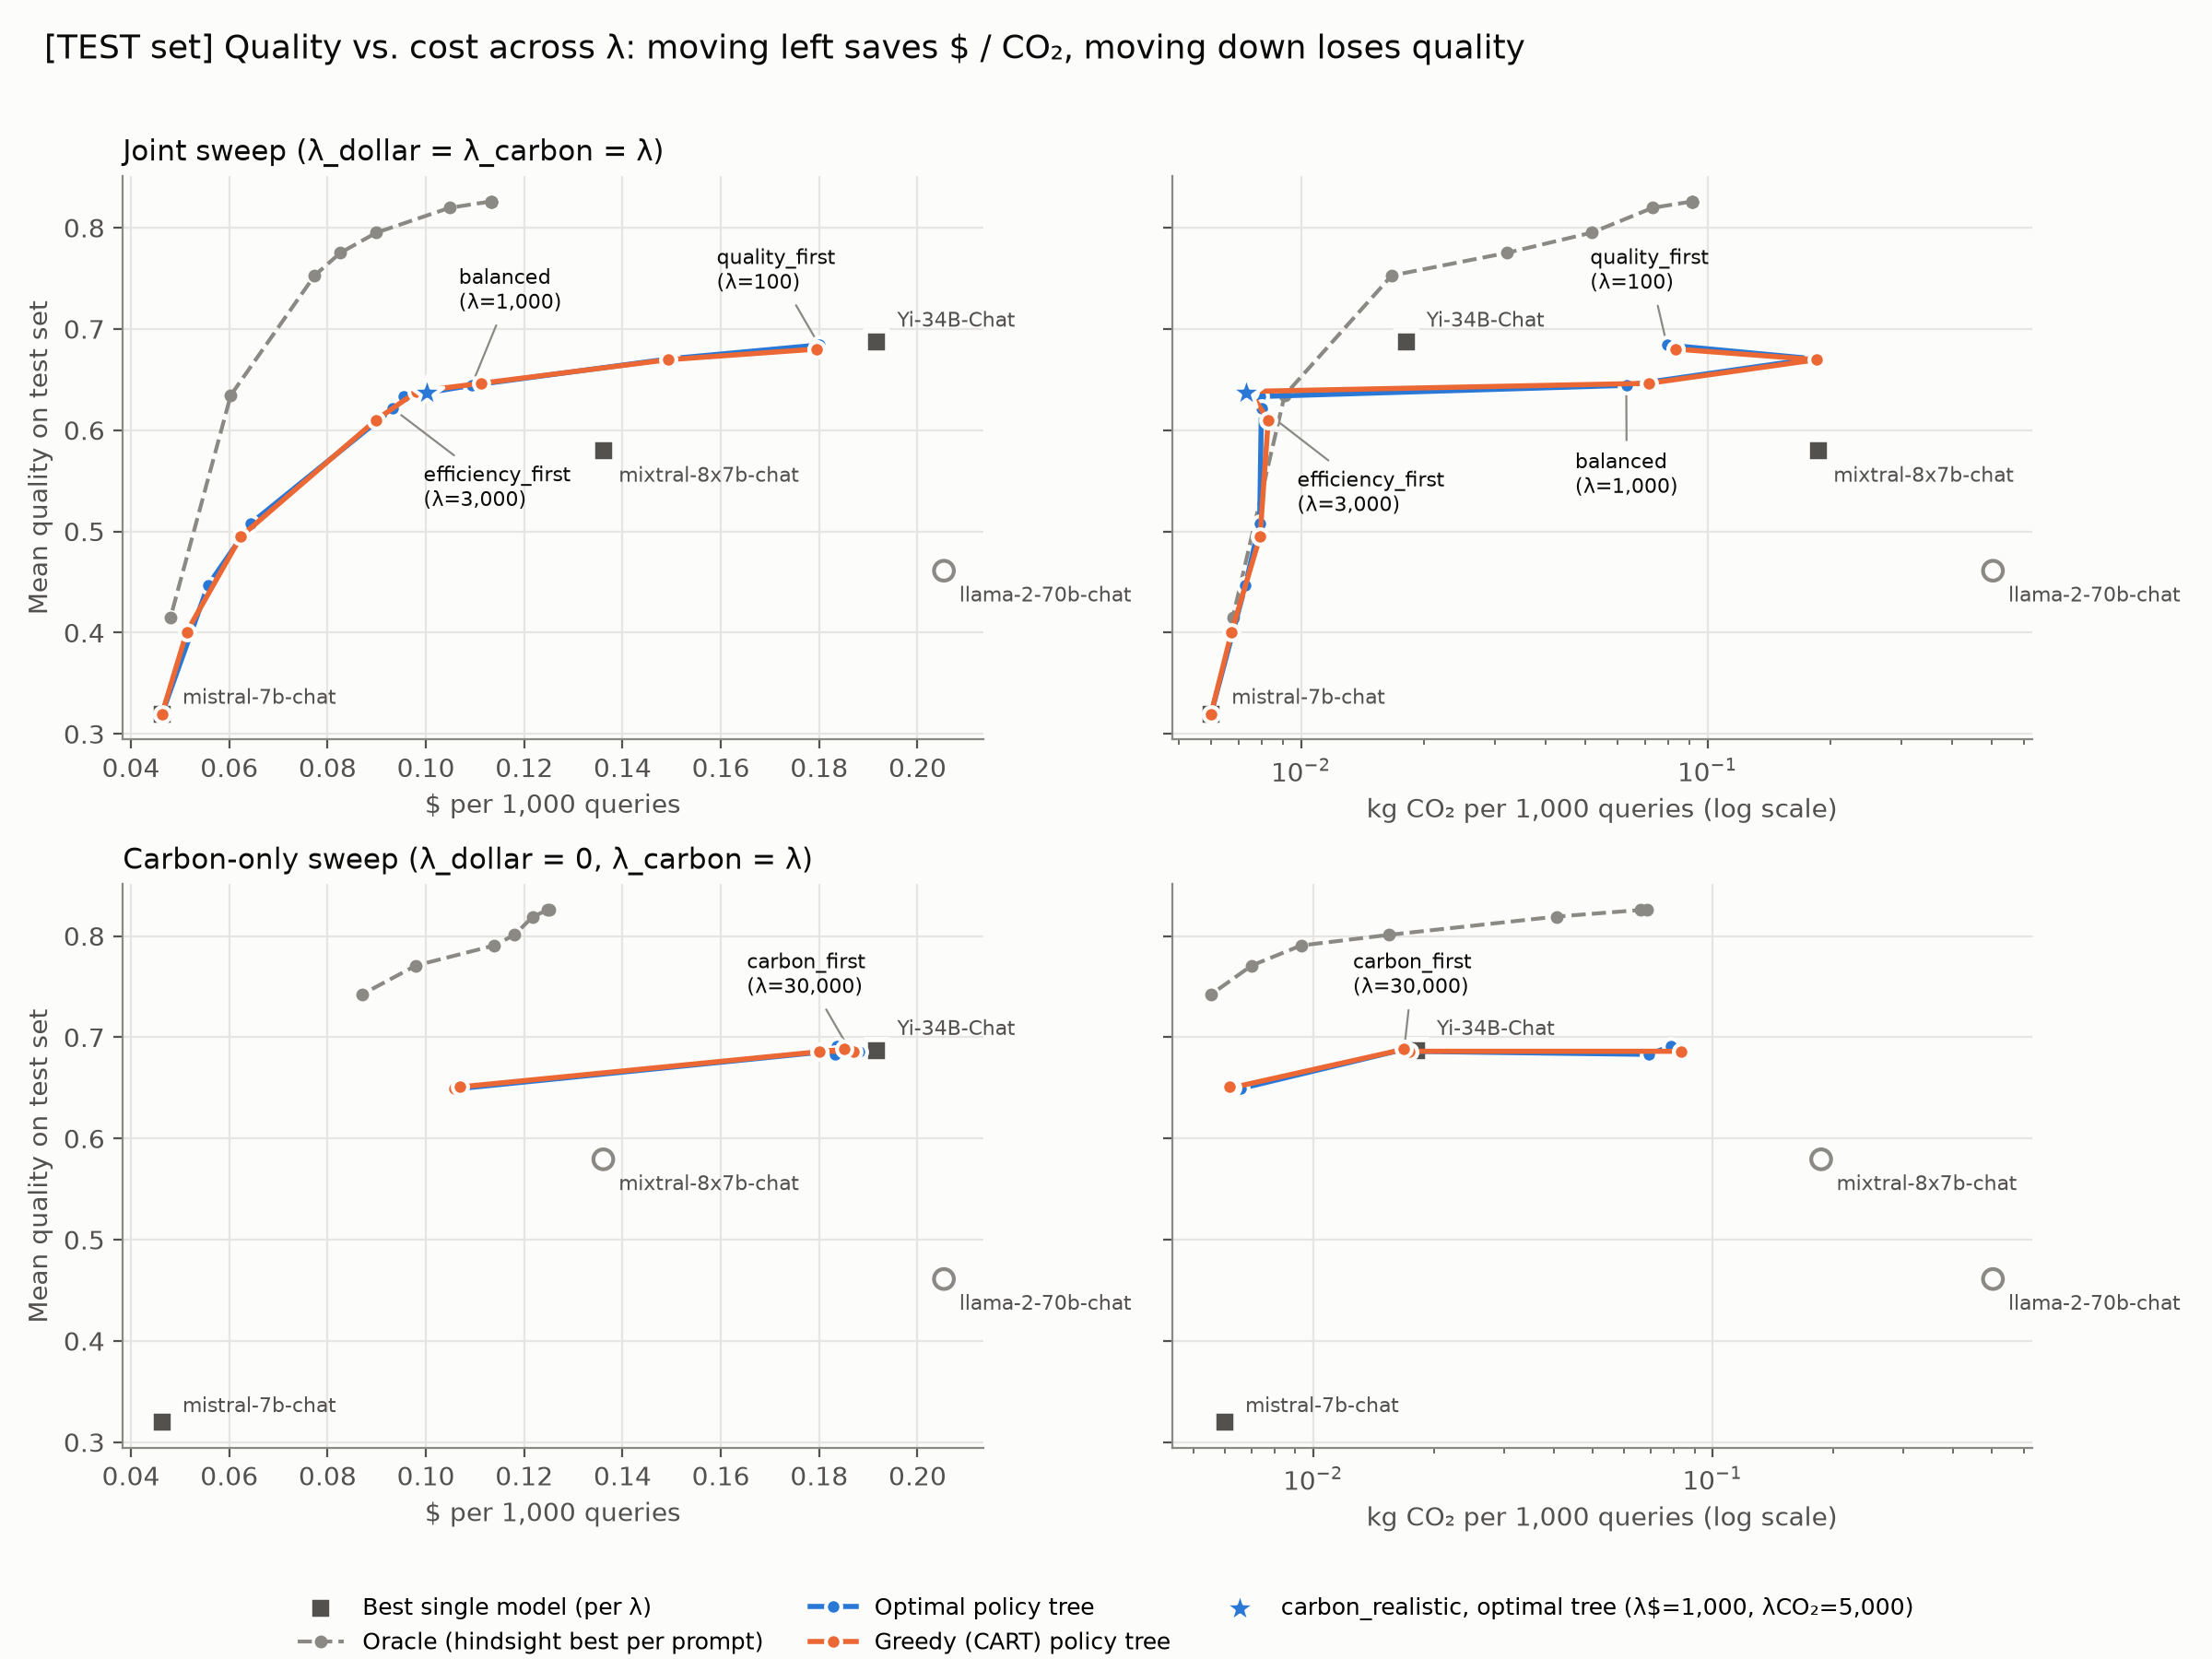 [TEST set] Quality vs. cost across λ: moving left saves $ / CO₂, moving down loses quality
Joint sweep (λ_dollar = λ_carbon = λ)
Mean quality on test set
0.8
0.7
0.6
0.5
0.4
0.3
balanced
(λ=1,000)
quality_first
(λ=100)
Yi-34B-Chat
efficiency_first
(λ=3,000)
mixtral-8x7b-chat
llama-2-70b-chat
mistral-7b-chat
0.04 0.06 0.08 0.10 0.12 0.14 0.16 0.18 0.20
$ per 1,000 queries
quality_first
(λ=100)
Yi-34B-Chat
efficiency_first
(λ=3,000)
balanced
(λ=1,000)
mixtral-8x7b-chat
llama-2-70b-chat
mistral-7b-chat
10⁻² 10⁻¹
kg CO₂ per 1,000 queries (log scale)
Carbon-only sweep (λ_dollar = 0, λ_carbon = λ)
Mean quality on test set
0.8
0.7
0.6
0.5
0.4
0.3
carbon_first
(λ=30,000)
Yi-34B-Chat
mixtral-8x7b-chat
llama-2-70b-chat
mistral-7b-chat
0.04 0.06 0.08 0.10 0.12 0.14 0.16 0.18 0.20
$ per 1,000 queries
carbon_first
(λ=30,000)
Yi-34B-Chat
mixtral-8x7b-chat
llama-2-70b-chat
mistral-7b-chat
10⁻² 10⁻¹
kg CO₂ per 1,000 queries (log scale)
Best single model (per λ)
Oracle (hindsight best per prompt)
Optimal policy tree
Greedy (CART) policy tree
carbon_realistic, optimal tree (λ$=1,000, λCO₂=5,000)